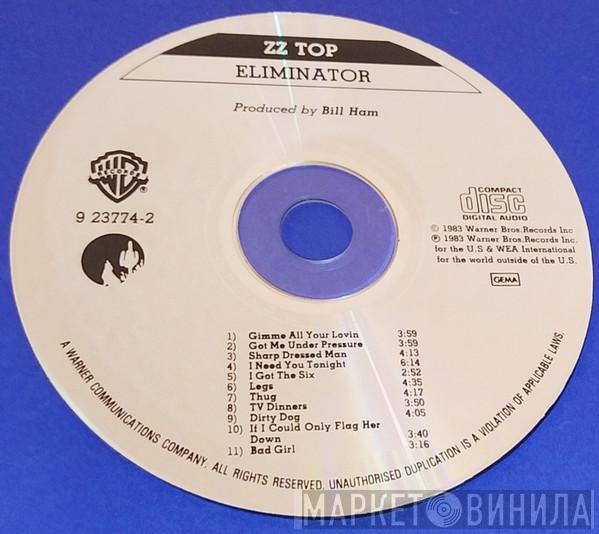 ZZ TOP
ELIMINATOR
Produced by Bill Ham
WB
RECORDS
®
9 23774-2
COMPACT
disc
DIGITAL AUDIO
© 1983 Warner Bros.Records Inc
℗ 1983 Warner Bros.Records Inc.
for the U.S & WEA International
for the world outside of the U.S.
GEMA
1) Gimme All Your Lovin 3:59
2) Got Me Under Pressure 3:59
3) Sharp Dressed Man 4:13
4) I Need You Tonight 6:14
5) I Got The Six 2:52
6) Legs 4:35
7) Thug 4:17
8) TV Dinners 3:50
9) Dirty Dog 4:05
10) If I Could Only Flag Her
Down 3:40
11) Bad Girl 3:16
A WARNER COMMUNICATIONS COMPANY. ALL RIGHTS RESERVED. UNAUTHORISED DUPLICATION IS A VIOLATION OF APPLICABLE LAWS.
МАРКЕТ ВИНИЛА